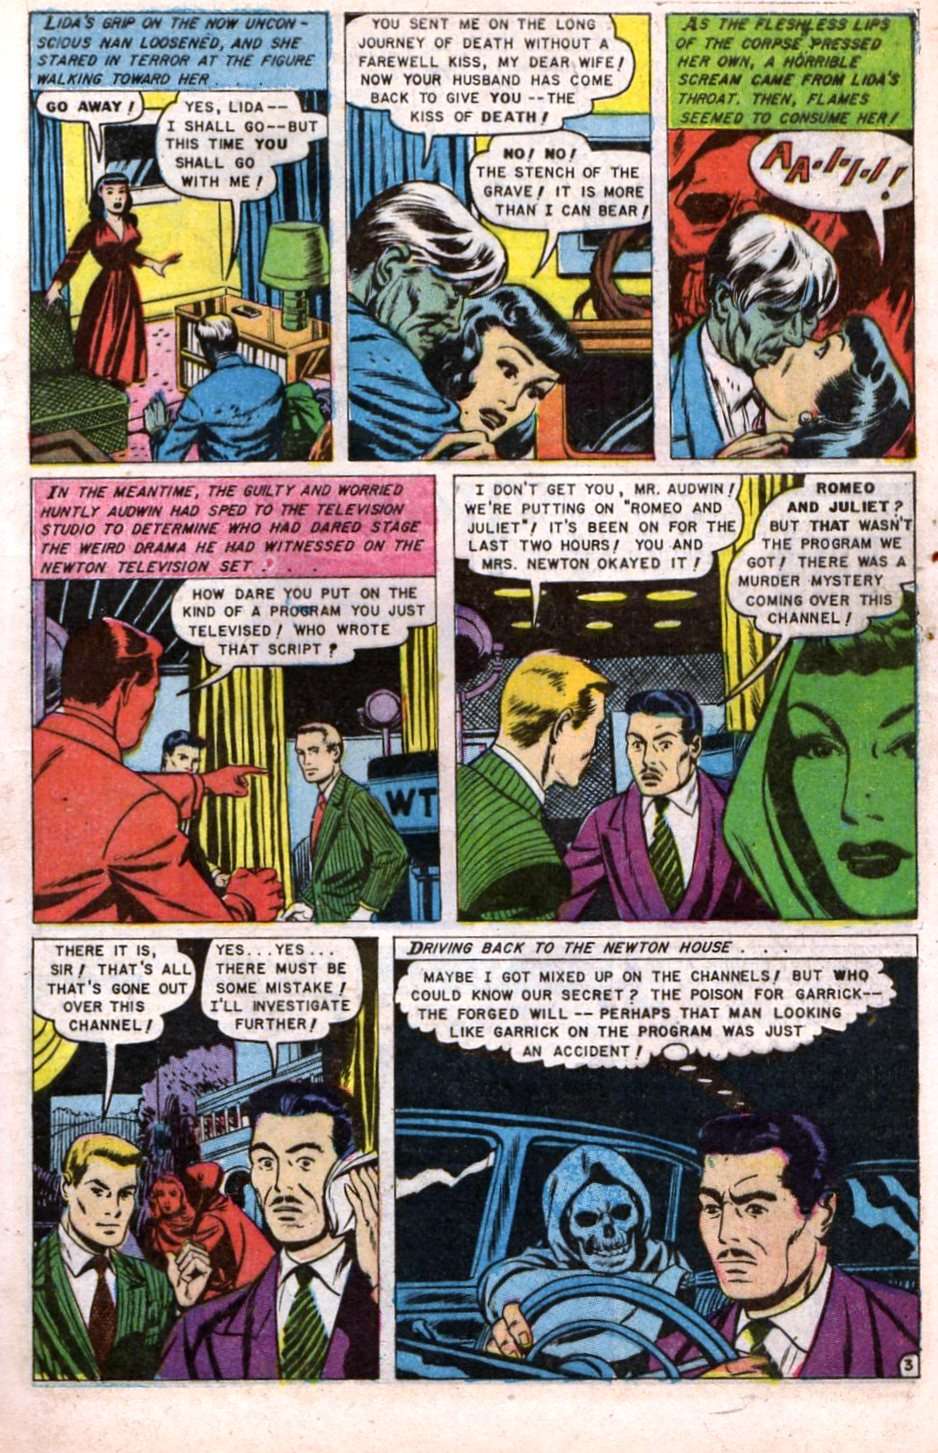 LIDA'S GRIP ON THE NOW UNCON-
SCIOUS NAN LOOSENED, AND SHE
STARED IN TERROR AT THE FIGURE
WALKING TOWARD HER.
GO AWAY!
YES, LIDA--
I SHALL GO--BUT
THIS TIME YOU
SHALL GO
WITH ME!
YOU SENT ME ON THE LONG
JOURNEY OF DEATH WITHOUT A
FAREWELL KISS, MY DEAR WIFE!
NOW YOUR HUSBAND HAS COME
BACK TO GIVE YOU --THE
KISS OF DEATH!
NO! NO!
THE STENCH OF THE
GRAVE! IT IS MORE
THAN I CAN BEAR!
AS THE FLESHLESS LIPS
OF THE CORPSE PRESSED
HER OWN, A HORRIBLE
SCREAM CAME FROM LIDA'S
THROAT. THEN, FLAMES
SEEMED TO CONSUME HER!
AA-I-I-I-I!
IN THE MEANTIME, THE GUILTY AND WORRIED
HUNTLY AUDWIN HAD SPED TO THE TELEVISION
STUDIO TO DETERMINE WHO HAD DARED STAGE
THE WEIRD DRAMA HE HAD WITNESSED ON THE
NEWTON TELEVISION SET . . . .
HOW DARE YOU PUT ON THE
KIND OF A PROGRAM YOU JUST
TELEVISED! WHO WROTE
THAT SCRIPT?
WT
I DON'T GET YOU, MR. AUDWIN!
WE'RE PUTTING ON "ROMEO AND
JULIET"! IT'S BEEN ON FOR THE
LAST TWO HOURS! YOU AND
MRS. NEWTON OKAYED IT!
ROMEO
AND JULIET?
BUT THAT WASN'T
THE PROGRAM WE
GOT! THERE WAS A
MURDER MYSTERY
COMING OVER THIS
CHANNEL!
THERE IT IS,
SIR! THAT'S ALL
THAT'S GONE OUT
OVER THIS
CHANNEL!
YES...YES...
THERE MUST BE
SOME MISTAKE!
I'LL INVESTIGATE
FURTHER!
DRIVING BACK TO THE NEWTON HOUSE . . . .
MAYBE I GOT MIXED UP ON THE CHANNELS! BUT WHO
COULD KNOW OUR SECRET? THE POISON FOR GARRICK--
THE FORGED WILL -- PERHAPS THAT MAN LOOKING
LIKE GARRICK ON THE PROGRAM WAS JUST
AN ACCIDENT!
3